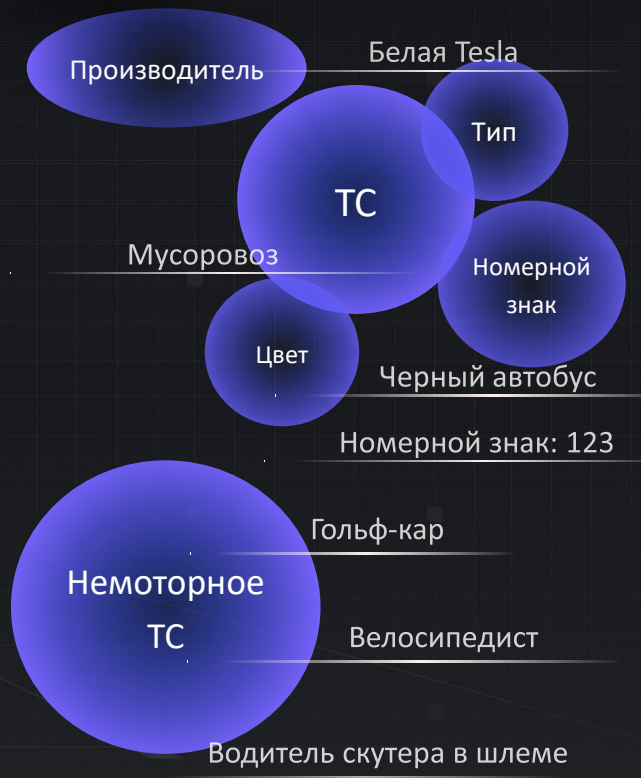 Белая Tesla
Производитель
Тип
ТС
Мусоровоз
Номерной
знак
Цвет
Черный автобус
Номерной знак: 123
Гольф-кар
Немоторное
ТС
Велосипедист
Водитель скутера в шлеме